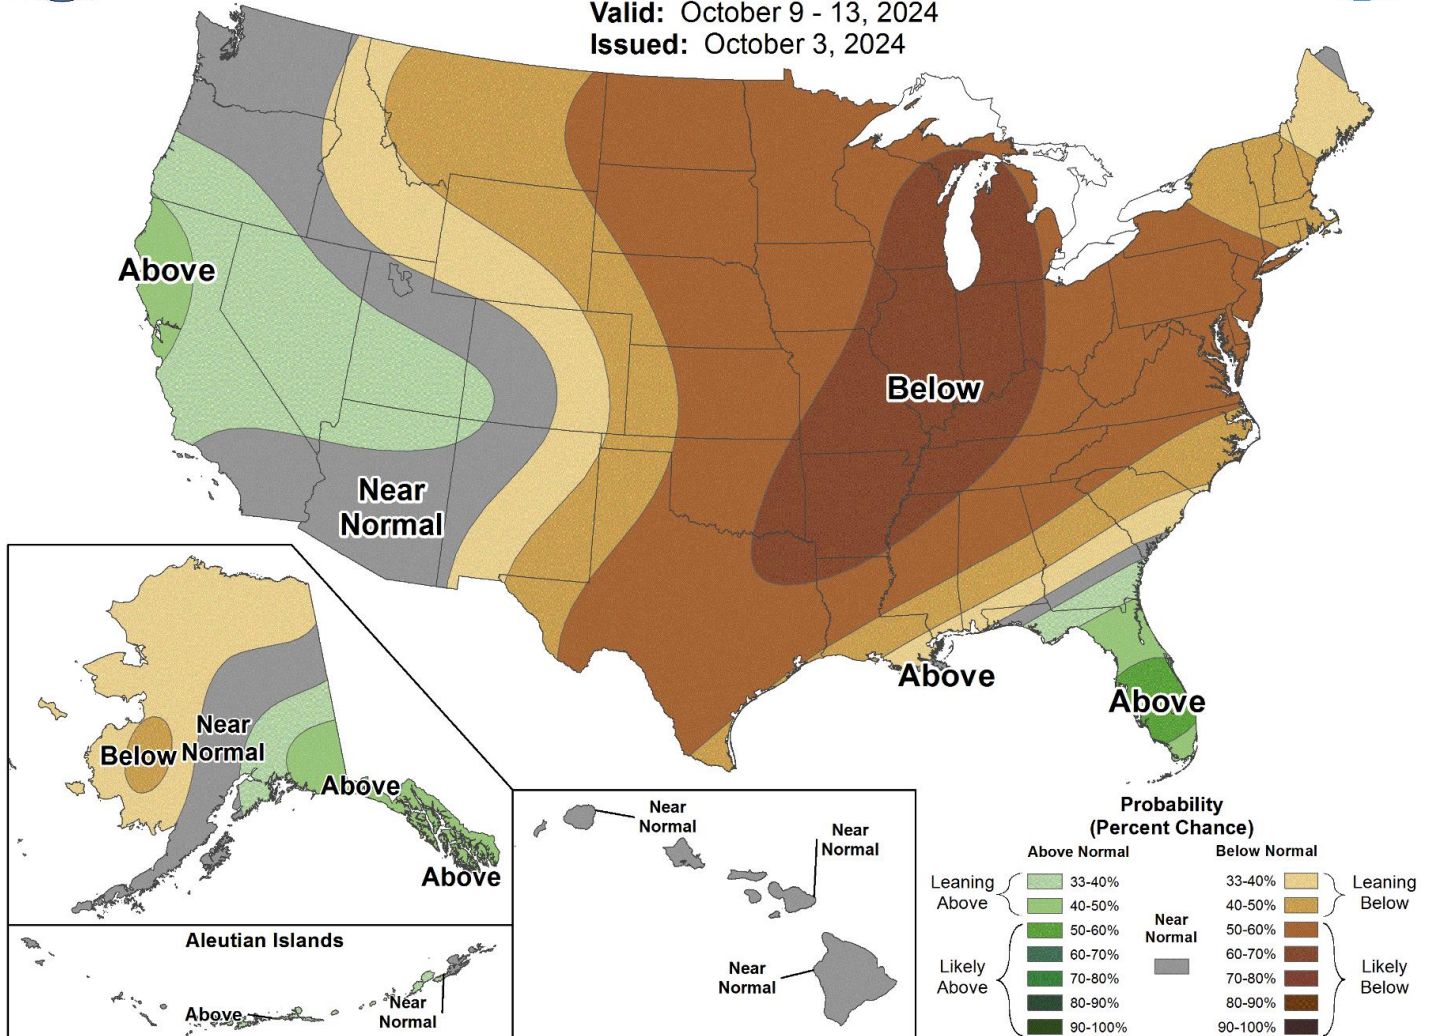 Valid: October 9 - 13, 2024
Issued: October 3, 2024
Above
Below
Near
Normal
Above
Above
Near
Normal
Below
Above
Above
Near
Normal
Near
Normal
Near
Normal
Aleutian Islands
Above
Near
Normal
Probability
(Percent Chance)
Above Normal
Below Normal
Leaning
Above
33-40%
40-50%
Likely
Above
50-60%
60-70%
70-80%
80-90%
90-100%
Near
Normal
33-40%
40-50%
Leaning
Below
50-60%
60-70%
70-80%
80-90%
90-100%
Likely
Below